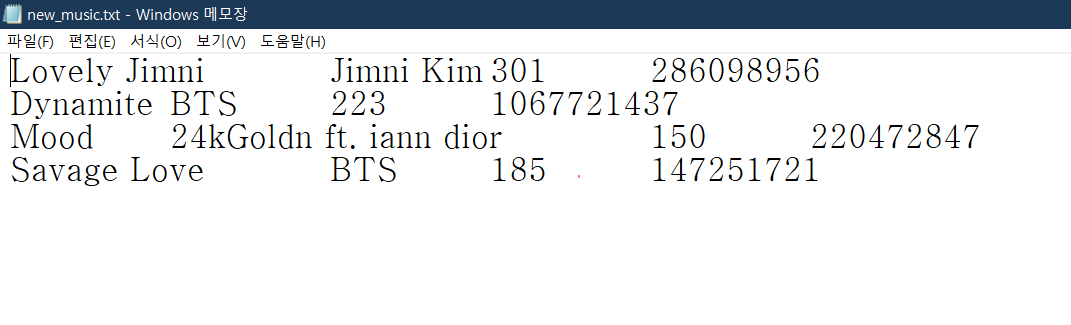 new_music.txt - Windows 메모장
파일(F) 편집(E) 서식(O) 보기(V) 도움말(H)
Lovely Jimni	Jimni Kim	301	286098956
Dynamite	BTS	223	1067721437
Mood	24kGoldn ft. iann dior	150	220472847
Savage Love	BTS	185	147251721